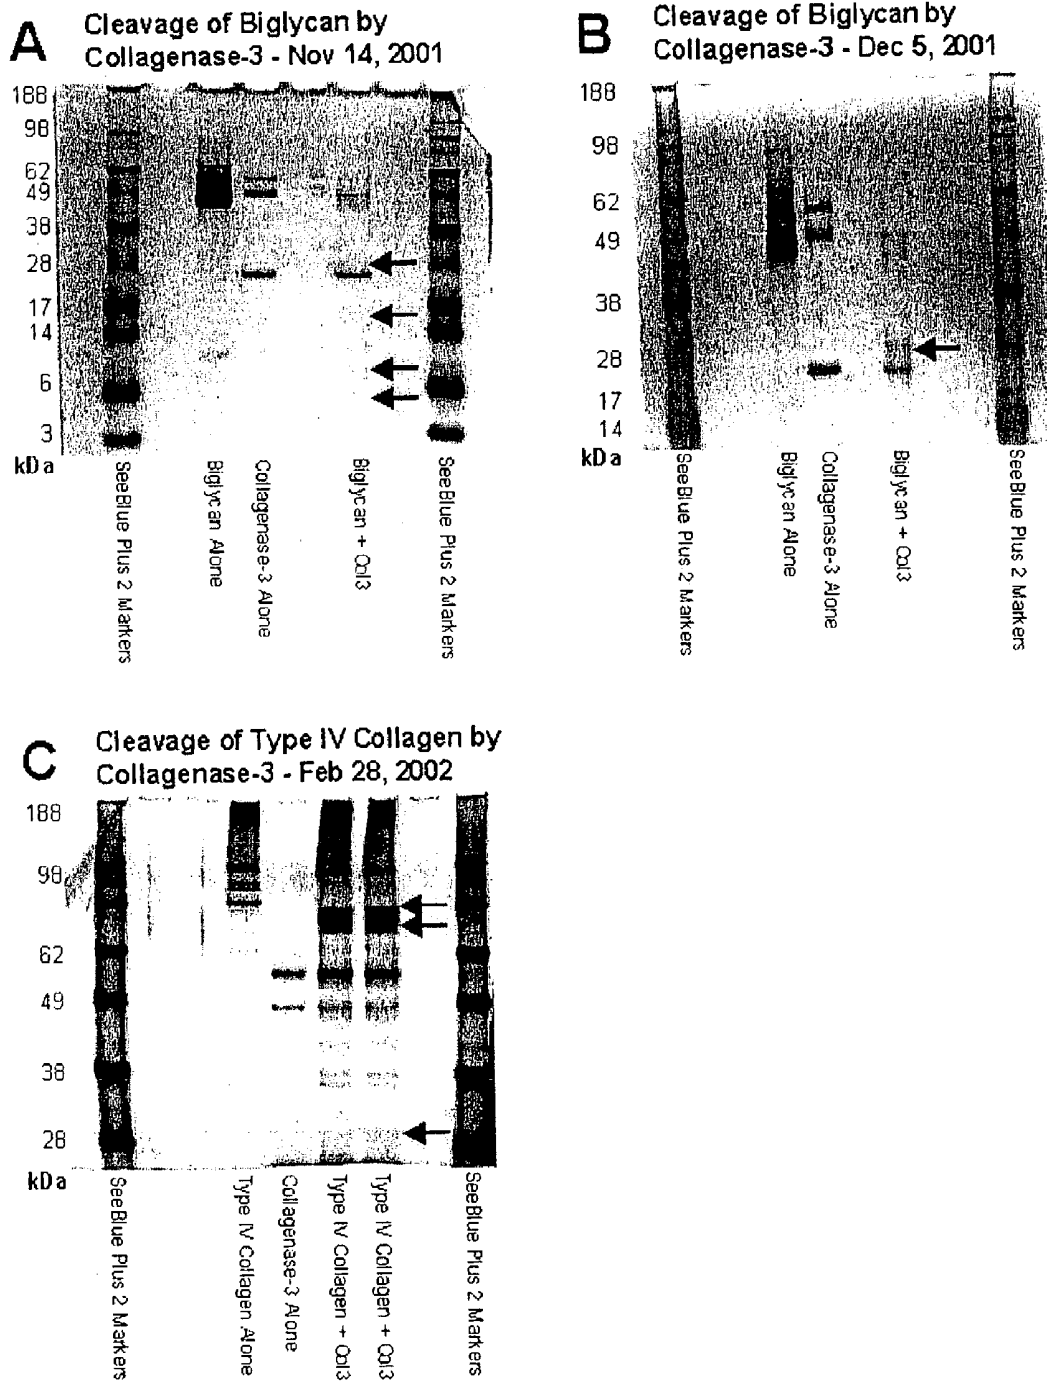 A
Cleavage of Biglycan by
Collagenase-3 - Nov 14, 2001
188
98
62
49
38
28
17
14
6
3
kDa
SeeBlue Plus 2 Markers
Biglycan Alone
Collagenase-3 Alone
Biglycan + Col3
SeeBlue Plus 2 Markers
B
Cleavage of Biglycan by
Collagenase-3 - Dec 5, 2001
188
98
62
49
38
28
17
14
kDa
SeeBlue Plus 2 Markers
Biglycan Alone
Collagenase-3 Alone
Biglycan + Col3
SeeBlue Plus 2 Markers
C
Cleavage of Type IV Collagen by
Collagenase-3 - Feb 28, 2002
188
98
62
49
38
28
kDa
SeeBlue Plus 2 Markers
Type IV Collagen Alone
Collagenase-3 Alone
Type IV Collagen + Col3
Type IV Collagen + Col3
SeeBlue Plus 2 Markers